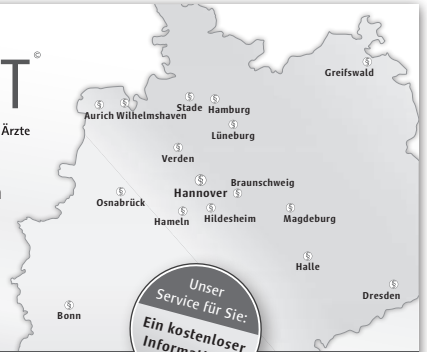 ©
T
Greifswald
Stade Hamburg
Aurich Wilhelmshaven
Ärzte
Lüneburg
Verden
Braunschweig
Hannover
Osnabrück
Hameln Hildesheim Magdeburg
Halle
Unser
Service für Sie:
Dresden
Bonn
Ein kostenloser